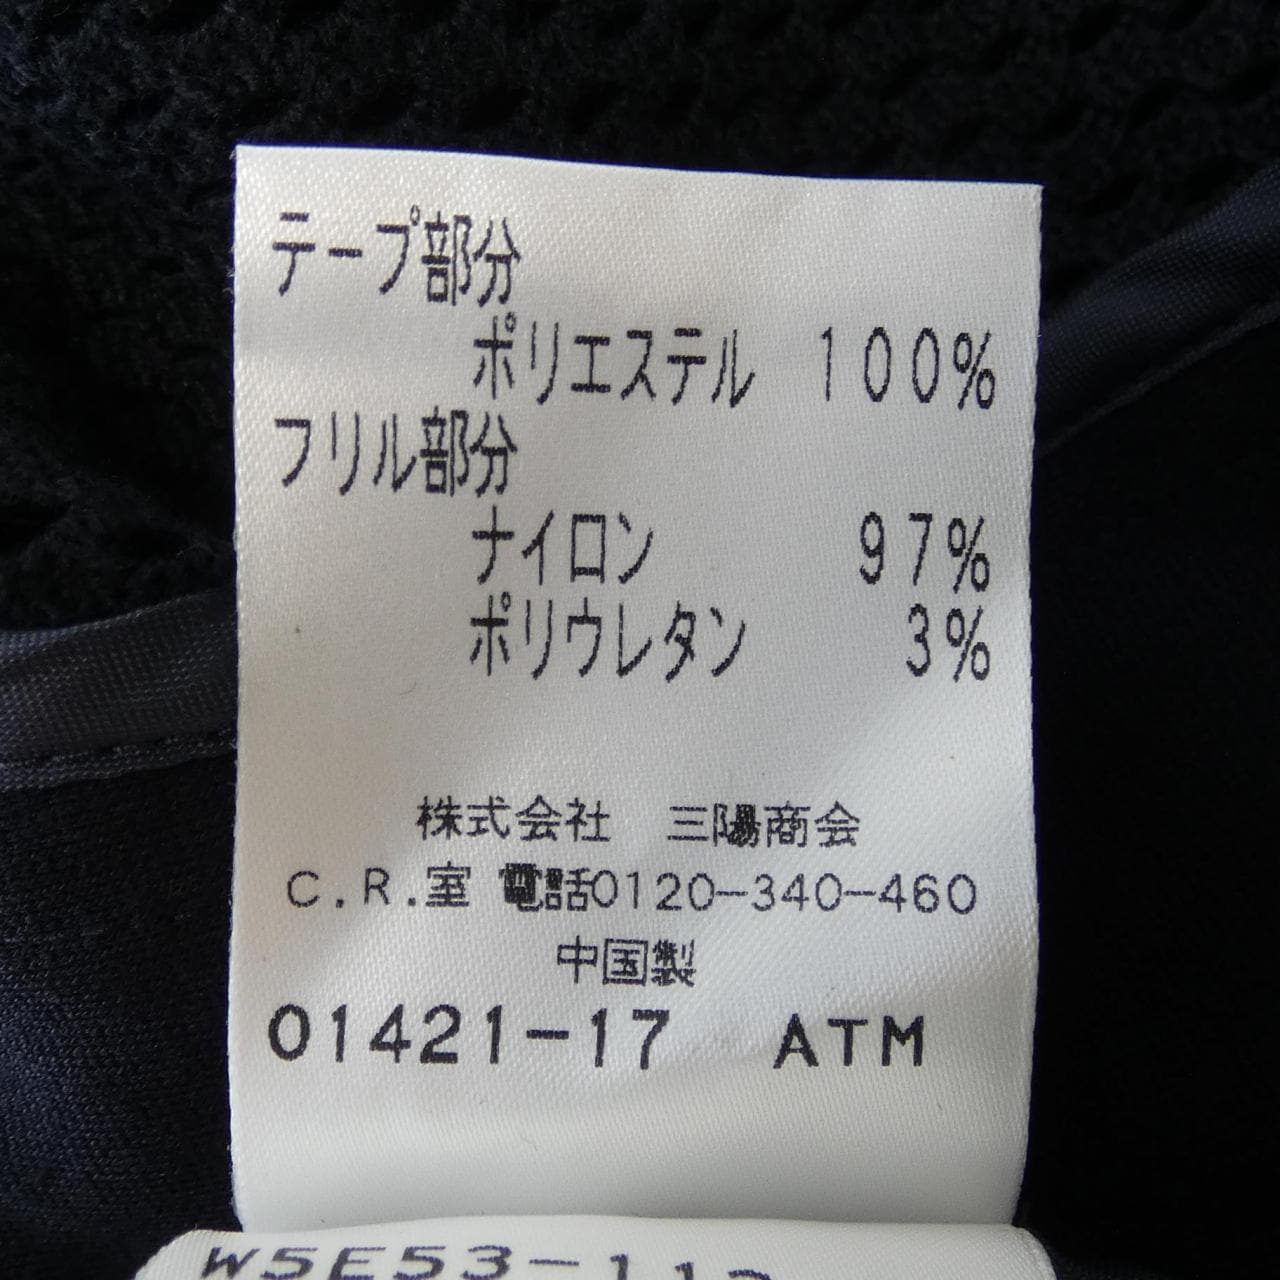 テープ部分
ポリエステル 100%
フリル部分
ナイロン 97%
ポリウレタン 3%
株式会社 三陽商会
C.R.室 電話0120-340-460
中国製
01421-17 ATM